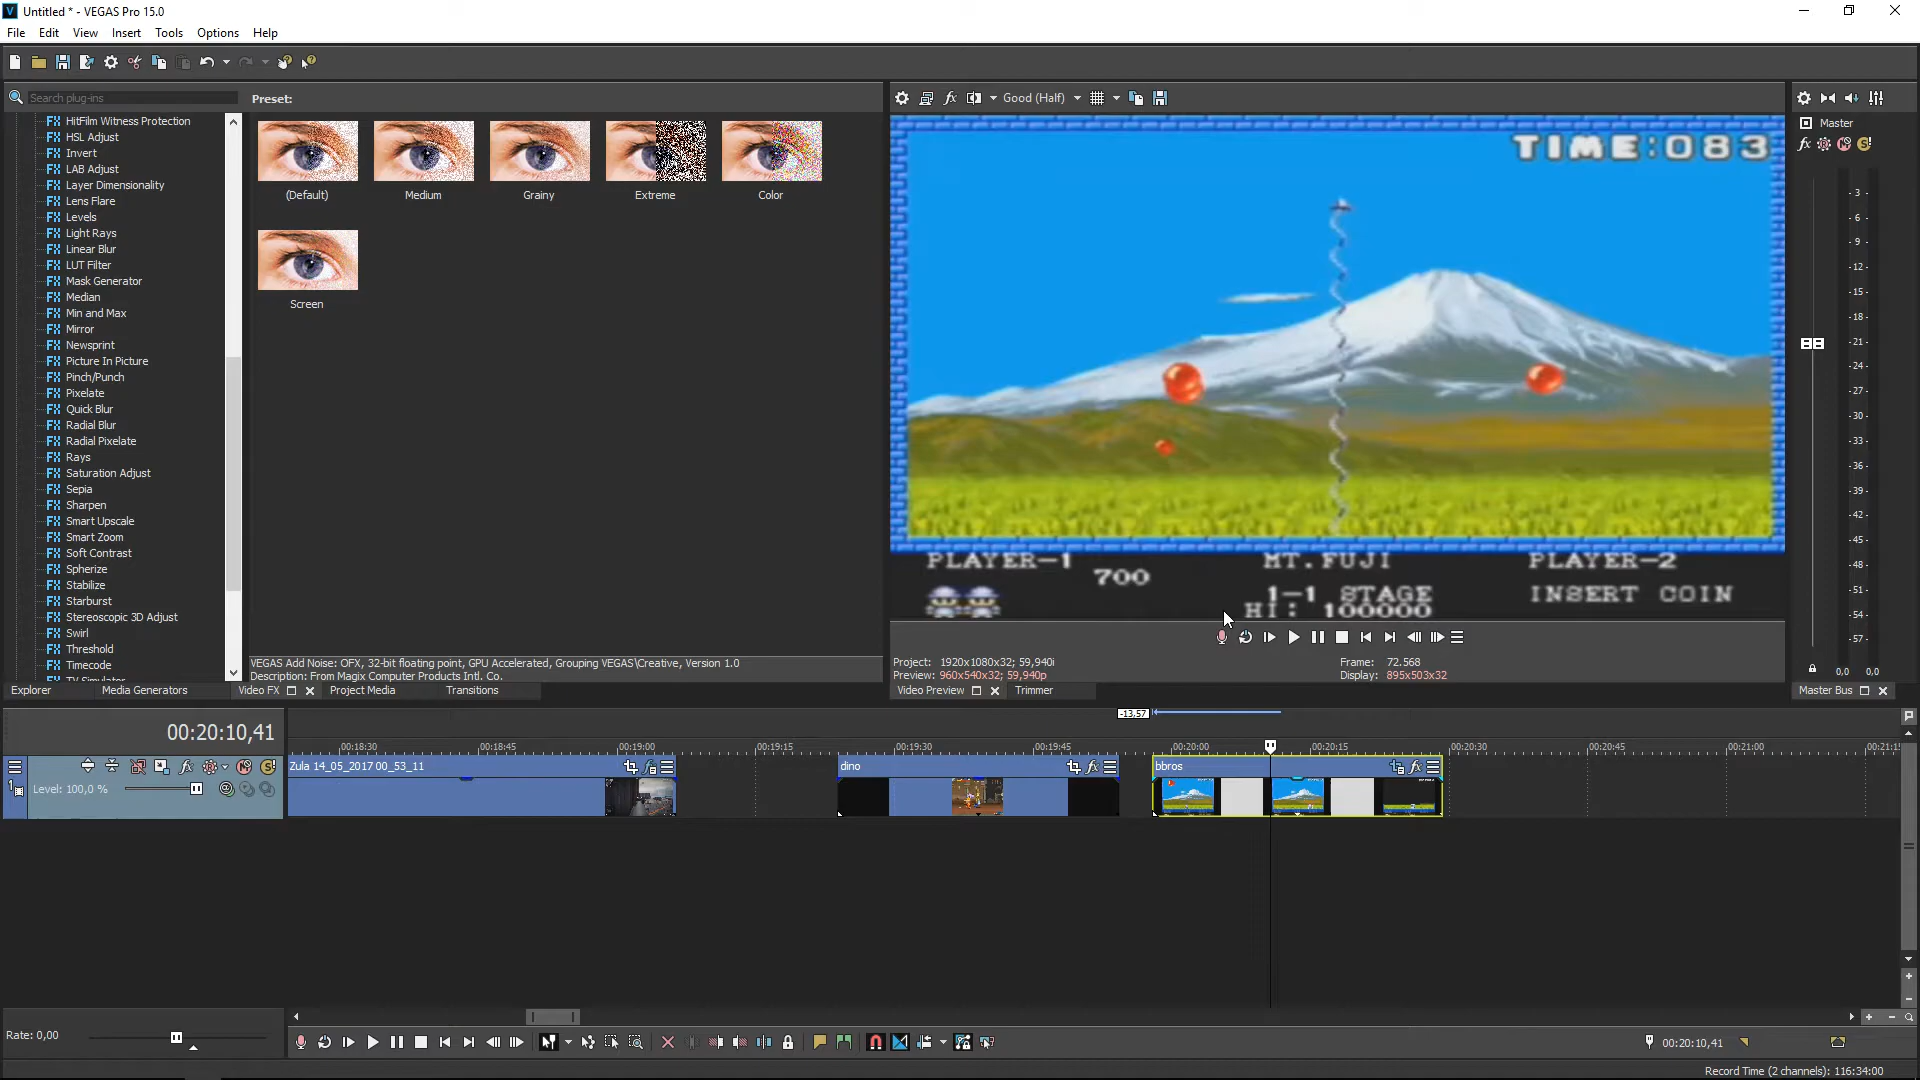 Untitled * - VEGAS Pro 15.0
File Edit View Insert Tools Options Help
Search plug-ins
Preset:
Good (Half)
HitFilm Witness Protection
HSL Adjust
Invert
LAB Adjust
Layer Dimensionality
Lens Flare
Levels
Light Rays
Linear Blur
LUT Filter
Mask Generator
Median
Min and Max
Mirror
Newsprint
Picture In Picture
Pinch/Punch
Pixelate
Quick Blur
Radial Blur
Radial Pixelate
Rays
Saturation Adjust
Sepia
Sharpen
Smart Upscale
Smart Zoom
Soft Contrast
Spherize
Stabilize
Starburst
Stereoscopic 3D Adjust
Swirl
Threshold
Timecode
(Default) Medium Grainy Extreme Color
Screen
VEGAS Add Noise: OFX, 32-bit floating point, GPU Accelerated, Grouping VEGAS\Creative, Version 1.0
Description: From Magix Computer Products Intl. Co.
Explorer Media Generators Video FX Project Media Transitions
TIME:083
PLAYER-1 MT.FUJI PLAYER-2
700
1-1 STAGE INSERT COIN
HI: 100000
Project: 1920x1080x32; 59,940i Frame: 72.568
Preview: 960x540x32; 59,940p Display: 895x503x32
Video Preview Trimmer
Master
- 3 -
- 6 -
- 9 -
- 12 -
- 15 -
- 18 -
- 21 -
- 24 -
- 27 -
- 30 -
- 33 -
- 36 -
- 39 -
- 42 -
- 45 -
- 48 -
- 51 -
- 54 -
- 57 -
0,0 0,0
Master Bus
-13,57
00:20:10,41
00:18:30 00:18:45 00:19:00 00:19:15 00:19:30 00:19:45 00:20:00 00:20:15 00:20:30 00:20:45 00:21:00 00:21:15
Zula 14_05_2017 00_53_11 dino bbros
1
Level: 100,0 %
Rate: 0,00
00:20:10,41
Record Time (2 channels): 116:34:00